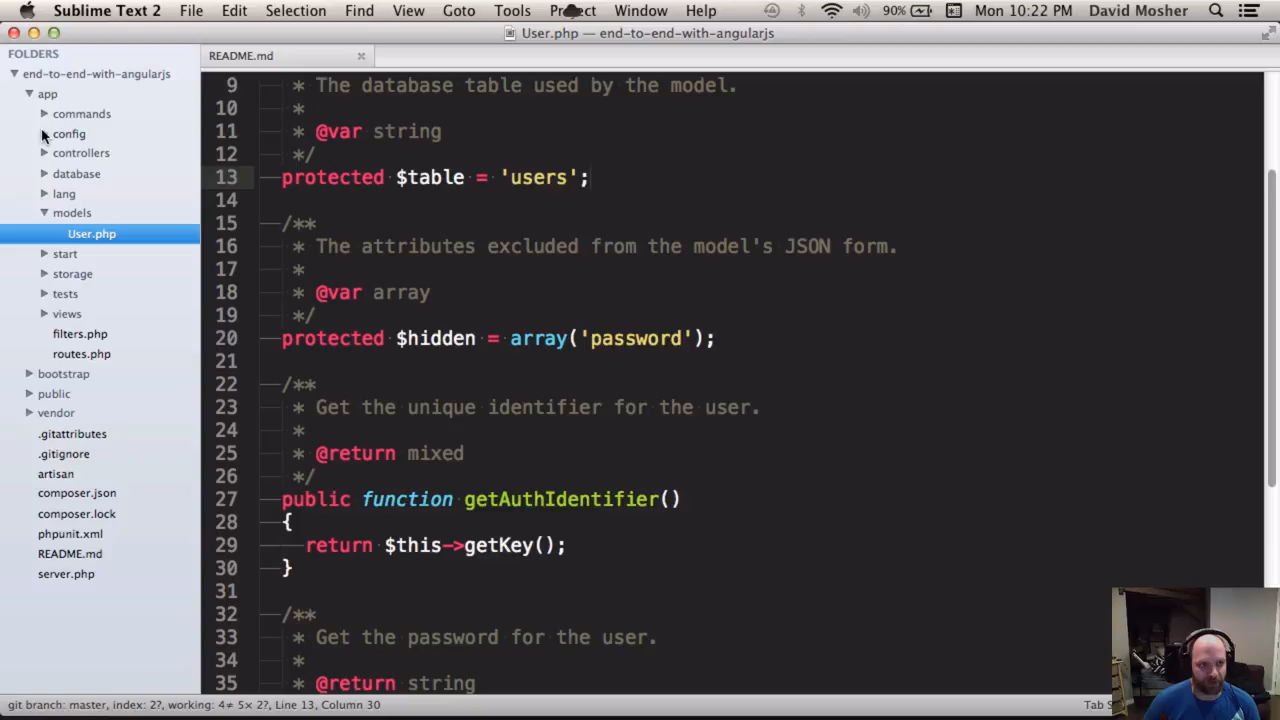 Sublime Text 2 File Edit Selection Find View Goto Tools Project Window Help 90% Mon 10:22 PM David Mosher
User.php — end-to-end-with-angularjs
FOLDERS
end-to-end-with-angularjs
app
commands
config
controllers
database
lang
models
User.php
start
storage
tests
views
filters.php
routes.php
bootstrap
public
vendor
.gitattributes
.gitignore
artisan
composer.json
composer.lock
phpunit.xml
README.md
server.php
README.md
9 * The database table used by the model.
10 *
11 * @var string
12 */
13 protected $table = 'users';
14
15 /**
16 * The attributes excluded from the model's JSON form.
17 *
18 * @var array
19 */
20 protected $hidden = array('password');
21
22 /**
23 * Get the unique identifier for the user.
24 *
25 * @return mixed
26 */
27 public function getAuthIdentifier()
28 {
29 return $this->getKey();
30 }
31
32 /**
33 * Get the password for the user.
34 *
35 * @return string
git branch: master, index: 2?, working: 4≠ 5× 2?, Line 13, Column 30
Tab